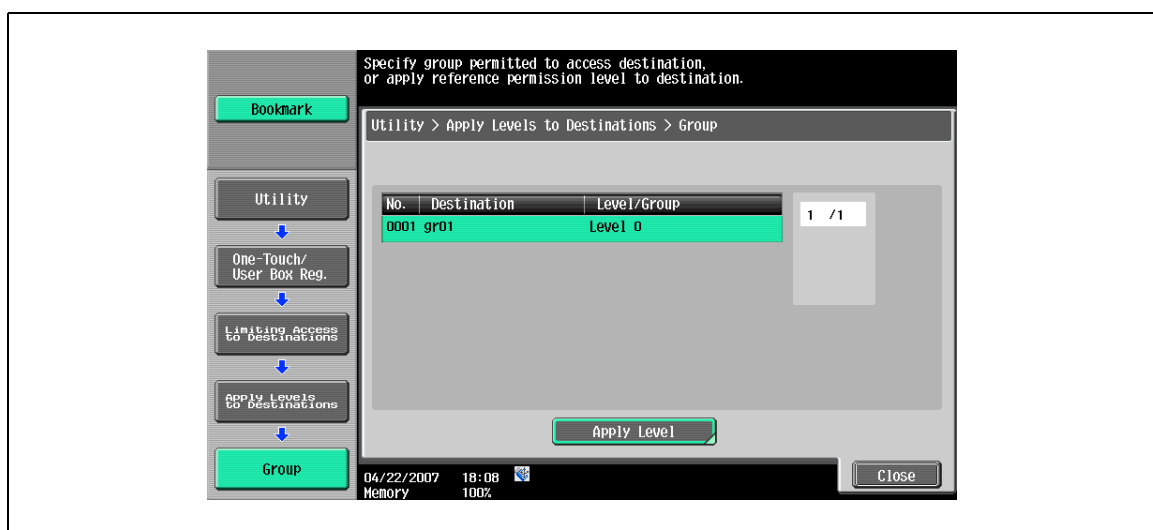 Specify group permitted to access destination,
or apply reference permission level to destination.
Bookmark
Utility > Apply Levels to Destinations > Group
Utility
No. Destination Level/Group
1 /1
0001 gr01 Level 0
One-Touch/
User Box Reg.
Limiting Access
to Destinations
Apply Levels
to Destinations
Apply Level
Group
04/22/2007 18:08
Close
Memory 100%